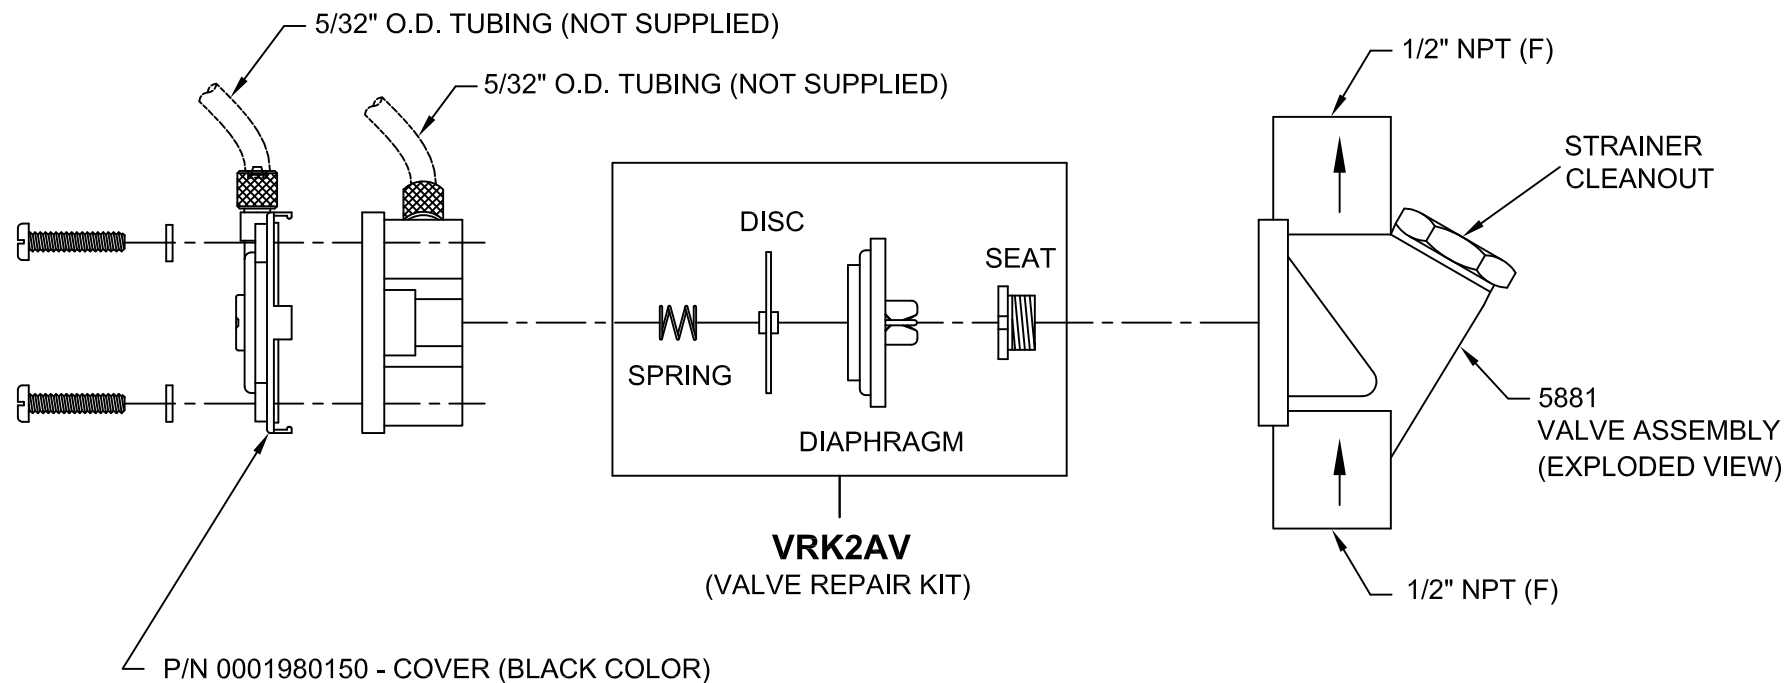 5/32" O.D. TUBING (NOT SUPPLIED)
5/32" O.D. TUBING (NOT SUPPLIED)
1/2" NPT (F)
STRAINER
CLEANOUT
DISC
SEAT
SPRING
DIAPHRAGM
5881
VALVE ASSEMBLY
(EXPLODED VIEW)
VRK2AV
(VALVE REPAIR KIT)
1/2" NPT (F)
P/N 0001980150 - COVER (BLACK COLOR)